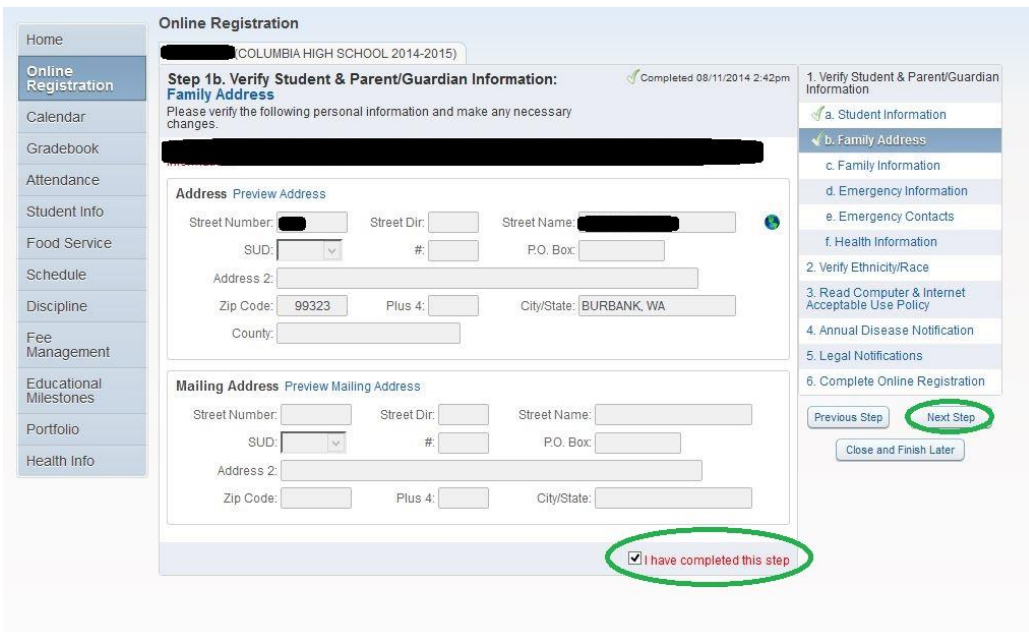 Online Registration
(COLUMBIA HIGH SCHOOL 2014-2015)
Home
Online
Registration
Calendar
Gradebook
Attendance
Student Info
Food Service
Schedule
Discipline
Fee
Management
Educational
Milestones
Portfolio
Health Info
Step 1b. Verify Student & Parent/Guardian Information:
Family Address
Completed 08/11/2014 2:42pm
Please verify the following personal information and make any necessary
changes.
Address Preview Address
Street Number: Street Dir: Street Name:
SUD: #: P.O. Box:
Address 2:
Zip Code: 99323 Plus 4: City/State: BURBANK, WA
County:
Mailing Address Preview Mailing Address
Street Number: Street Dir: Street Name:
SUD: #: P.O. Box:
Address 2:
Zip Code: Plus 4: City/State:
I have completed this step
1. Verify Student & Parent/Guardian
Information
a. Student Information
b. Family Address
c. Family Information
d. Emergency Information
e. Emergency Contacts
f. Health Information
2. Verify Ethnicity/Race
3. Read Computer & Internet
Acceptable Use Policy
4. Annual Disease Notification
5. Legal Notifications
6. Complete Online Registration
Previous Step Next Step
Close and Finish Later